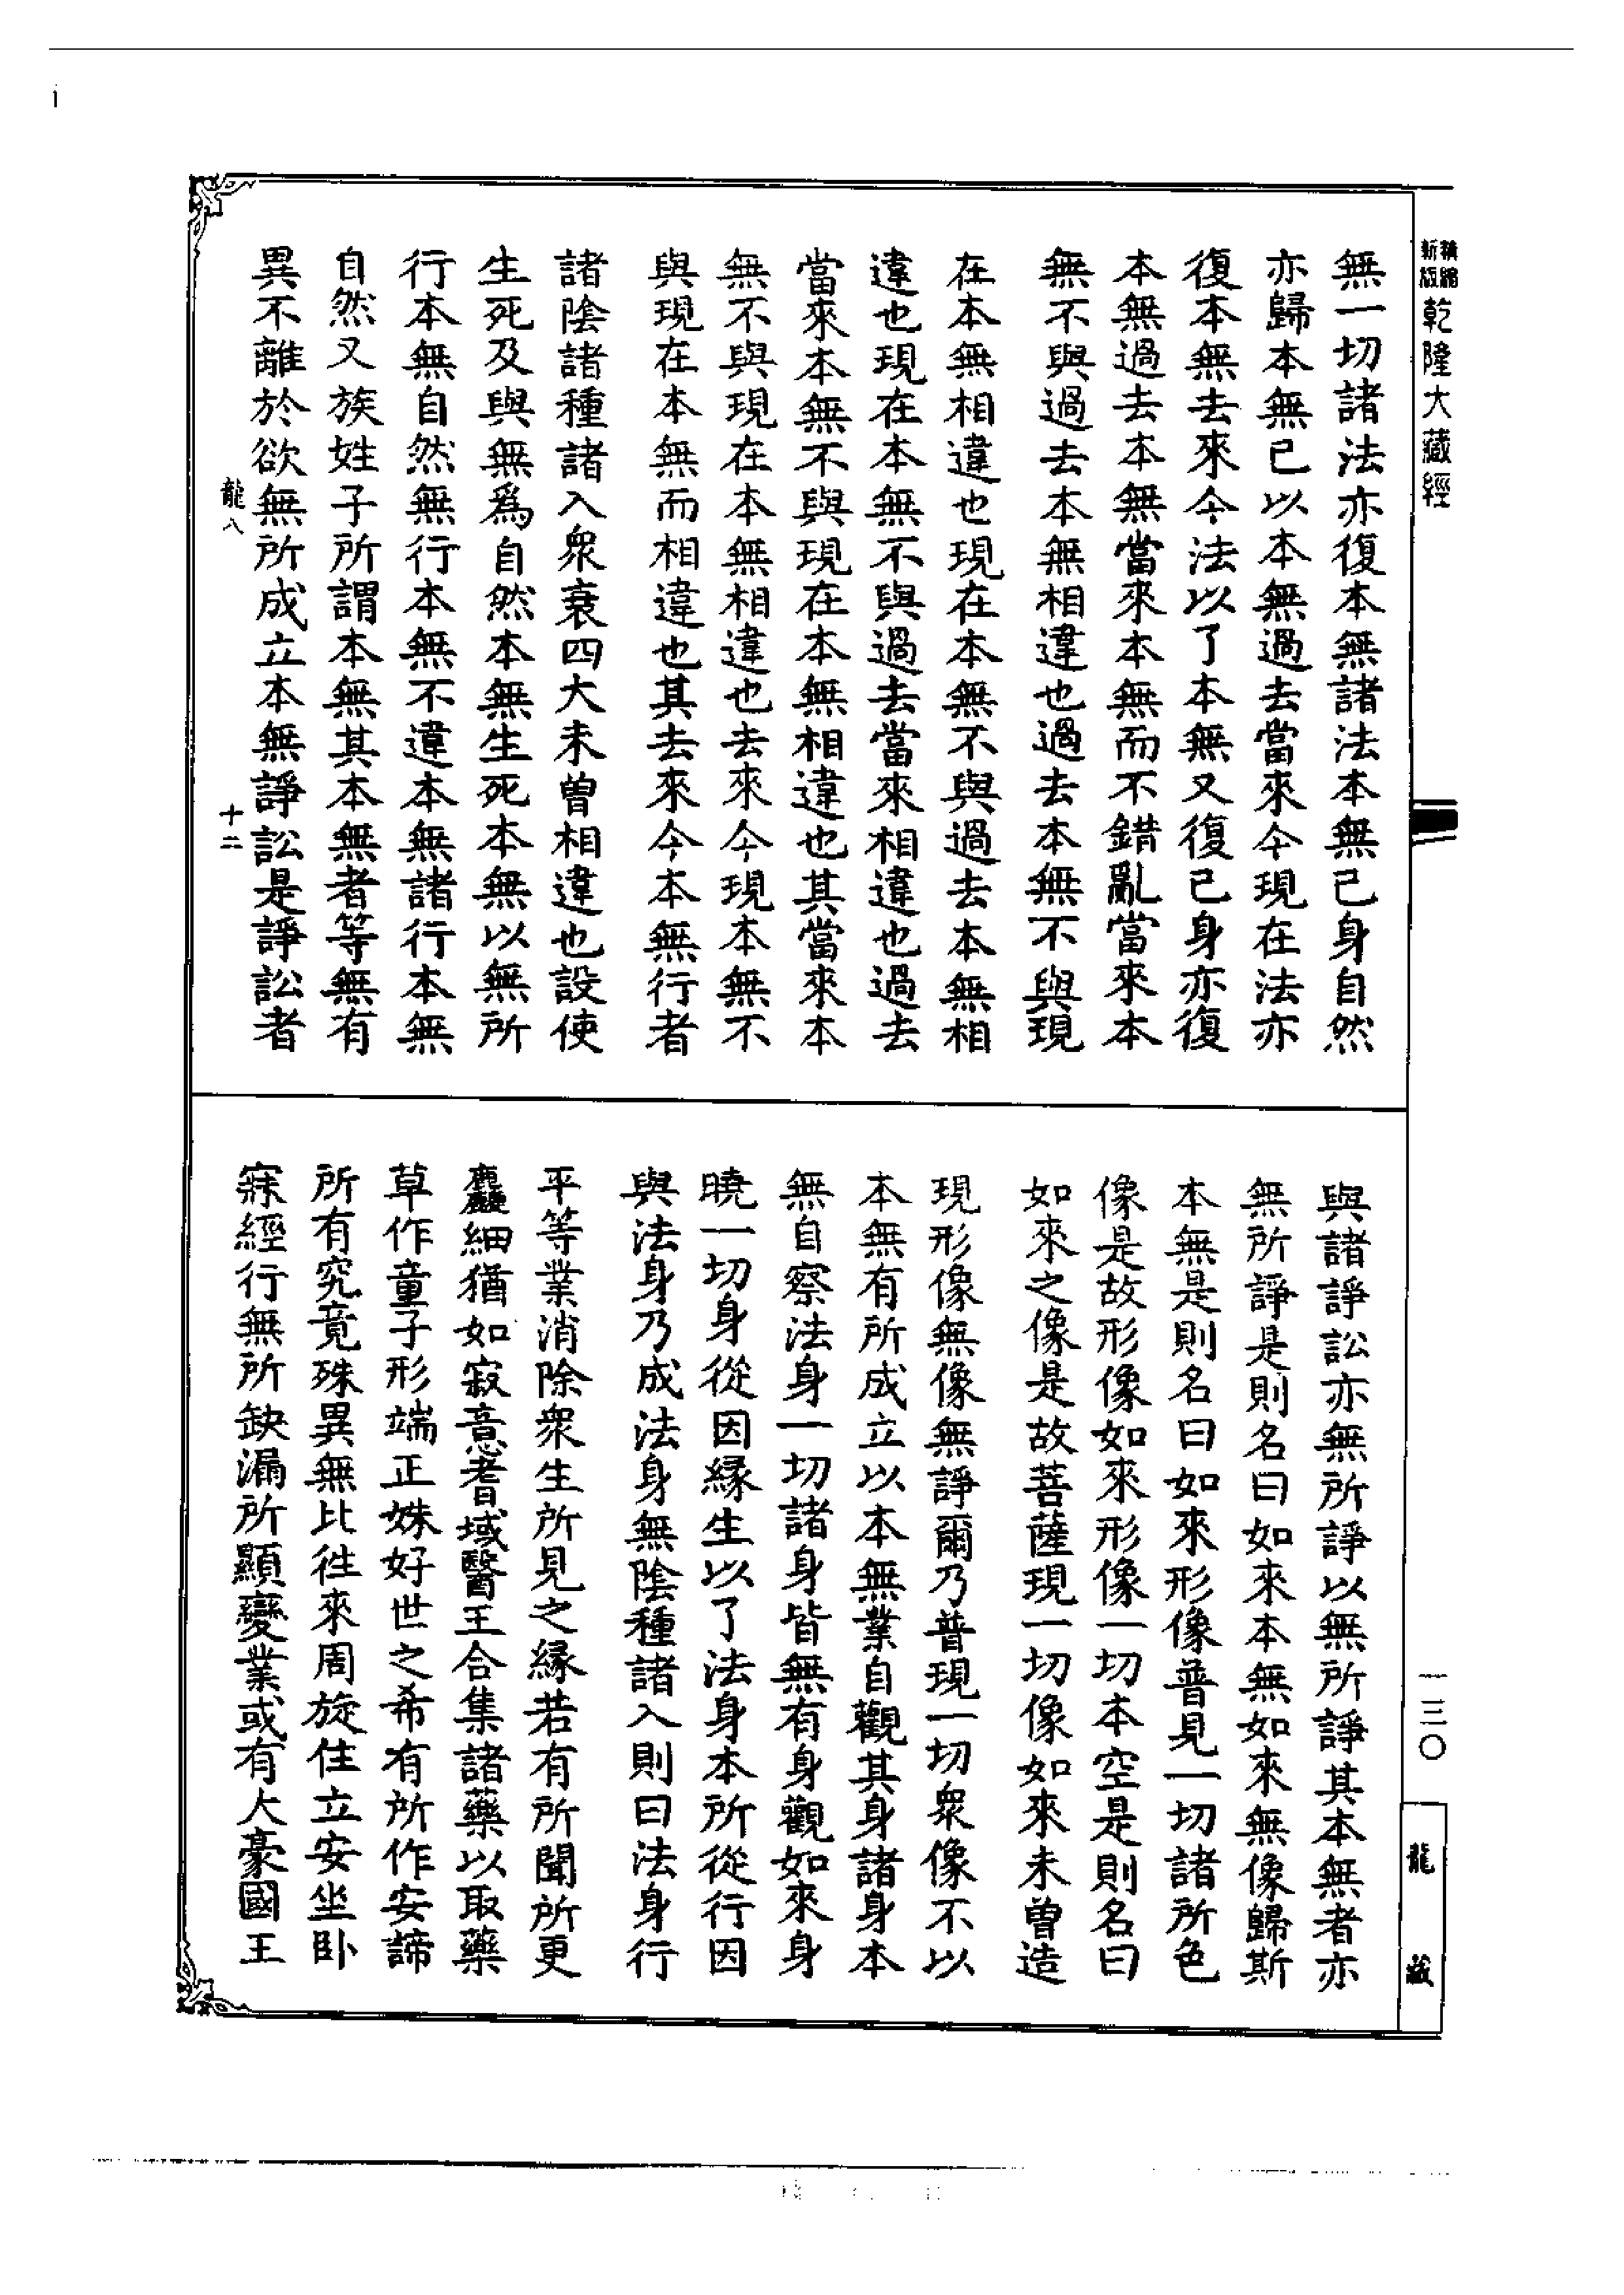 精縮新版乾隆大藏經
無一切諸法亦復本無諸法本無已身自然
亦歸本無已以本無過去當來今現在法亦
復本無去來今法以了本無又復已身亦復
本無過去本無當來本無而不錯亂當來本
無不與過去本無相違也過去本無不與現
在本無相違也現在本無不與過去本無相
違也現在本無不與過去當來相違也過去
當來本無不與現在本無相違也其當來本
無不與現在本無相違也去來今現本無不
與現在本無而相違也其去來今本無行者
諸陰諸種諸入衆衰四大未曾相違也設使
生死及與無爲自然本無生死本無以無所
行本無自然無行本無不違本無諸行本無
自然又族姓子所謂本無其本無者等無有
異不離於欲無所成立本無諍訟是諍訟者
龍八
十二
與諸諍訟亦無所諍以無所諍其本無者亦
無所諍是則名曰如來本無如來無像歸斯
本無是則名曰如來形像普見一切諸所色
像是故形像如來形像一切本空是則名曰
如來之像是故菩薩現一切像如來未曾造
現形像無像無諍爾乃普現一切衆像不以
本無有所成立以本無業自觀其身諸身本
無自察法身一切諸身皆無有身觀如來身
曉一切身從因緣生以了法身本所從行因
與法身乃成法身無陰種諸入則曰法身行
平等業消除衆生所見之緣若有所聞所更
麤細猶如寂意耆域醫王合集諸藥以取藥
草作童子形端正姝好世之希有所作安諦
所有究竟殊異無比徃來周旋住立安坐卧
寐經行無所缺漏所顯變業或有大豪國王
一三〇
龍藏